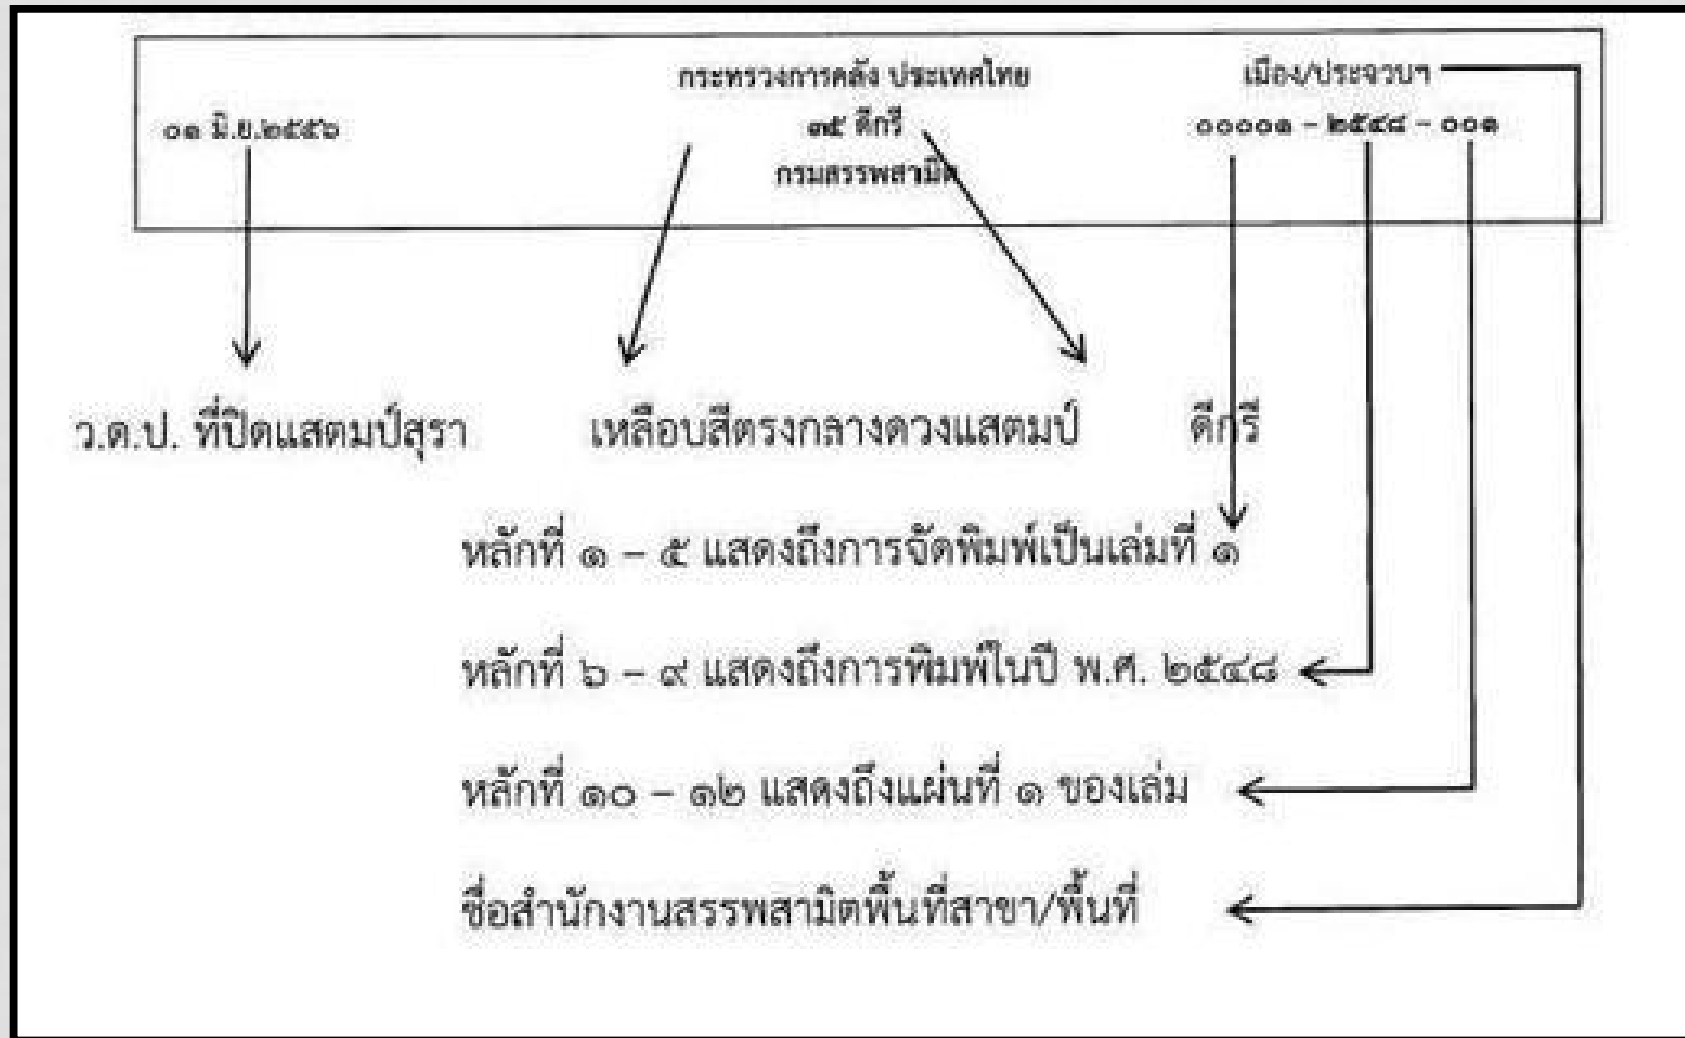 กระทรวงการคลัง ประเทศไทย
เมือง/ประจวบฯ
๐๑ มิ.ย.๒๕๕๖
๓๕ ดีกรี
๐๐๐๐๑ - ๒๕๔๘ - ๐๐๑
กรมสรรพสามิต
ว.ด.ป. ที่ปิดแสตมป์สุรา
เหลือบสีตรงกลางดวงแสตมป์
ดีกรี
หลักที่ ๑ - ๕ แสดงถึงการจัดพิมพ์เป็นเล่มที่ ๑
หลักที่ ๖ - ๙ แสดงถึงการพิมพ์ในปี พ.ศ. ๒๕๔๘
หลักที่ ๑๐ - ๑๒ แสดงถึงแผ่นที่ ๑ ของเล่ม
ชื่อสำนักงานสรรพสามิตพื้นที่สาขา/พื้นที่